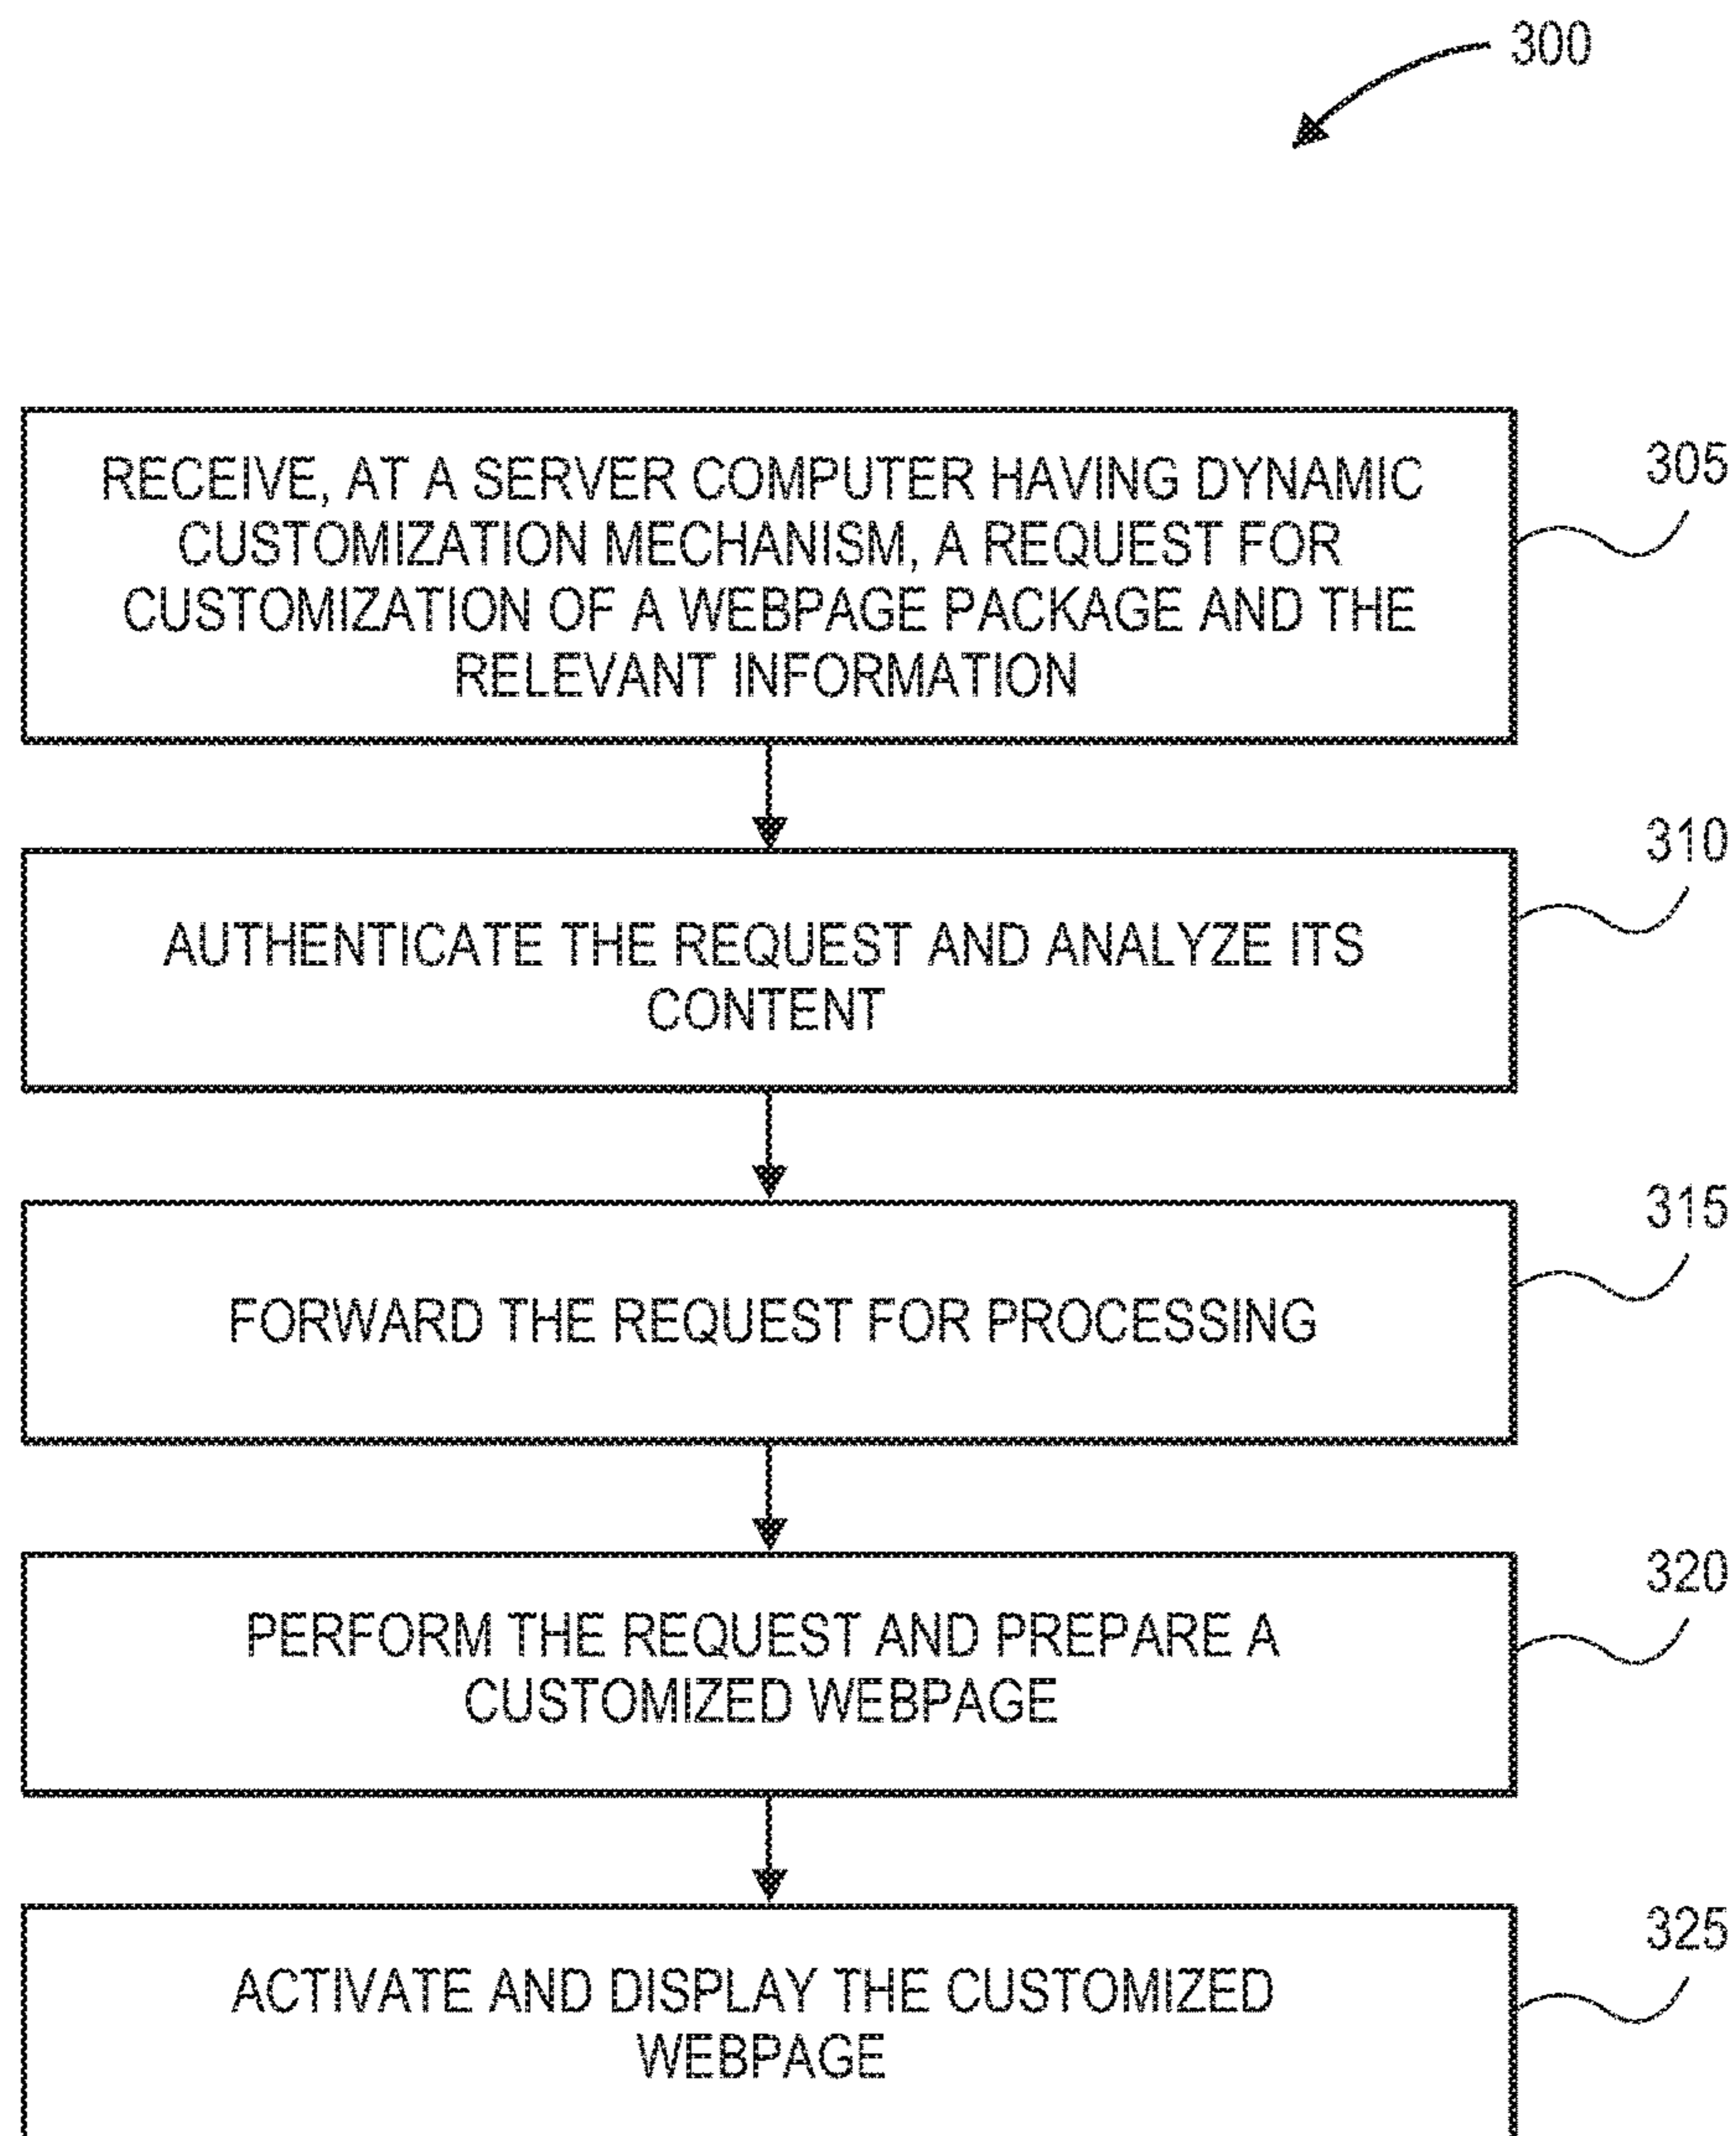 300
RECEIVE, AT A SERVER COMPUTER HAVING DYNAMIC
CUSTOMIZATION MECHANISM, A REQUEST FOR
CUSTOMIZATION OF A WEBPAGE PACKAGE AND THE
RELEVANT INFORMATION
305
AUTHENTICATE THE REQUEST AND ANALYZE ITS
CONTENT
310
FORWARD THE REQUEST FOR PROCESSING
315
PERFORM THE REQUEST AND PREPARE A
CUSTOMIZED WEBPAGE
320
ACTIVATE AND DISPLAY THE CUSTOMIZED
WEBPAGE
325